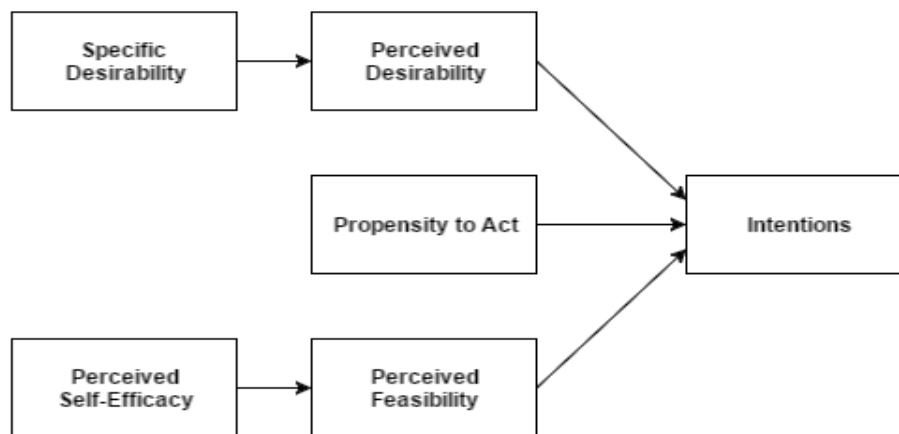 Specific
Desirability
Perceived
Desirability
Propensity to Act
Intentions
Perceived
Self-Efficacy
Perceived
Feasibility